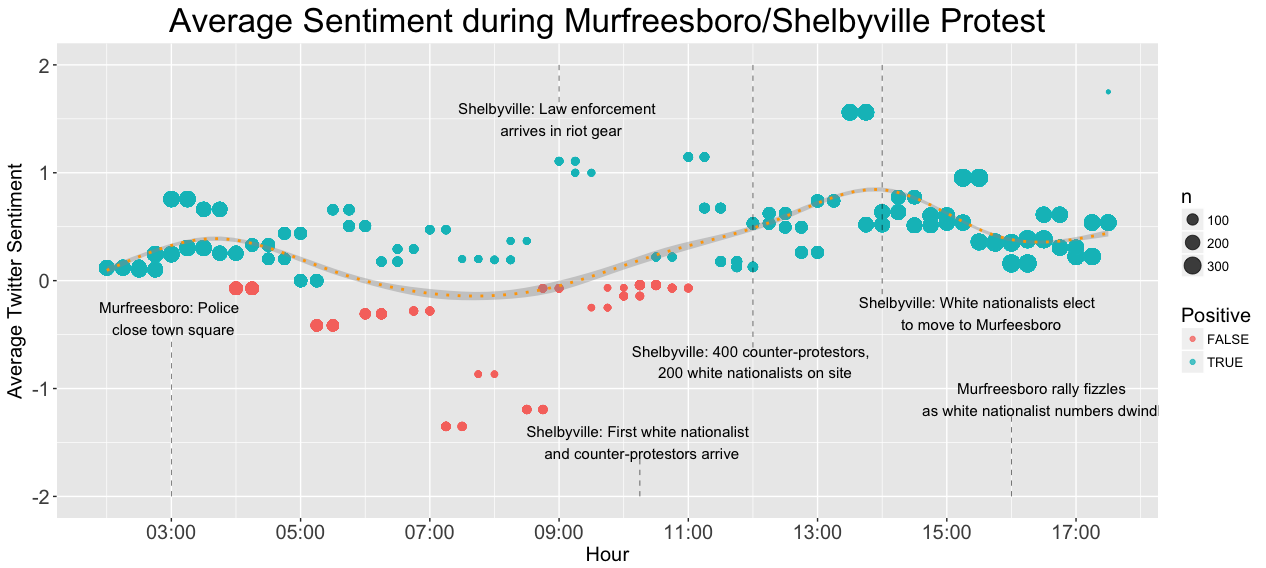 Average Sentiment during Murfreesboro/Shelbyville Protest
Average Twitter Sentiment
2
1
0
-1
-2
Shelbyville: Law enforcement
arrives in riot gear
Murfreesboro: Police
close town square
Shelbyville: White nationalists elect
to move to Murfeesboro
Shelbyville: 400 counter-protestors,
200 white nationalists on site
Murfreesboro rally fizzles
as white nationalist numbers dwindl
Shelbyville: First white nationalist
and counter-protestors arrive
03:00 05:00 07:00 09:00 11:00 13:00 15:00 17:00
Hour
n
100
200
300
Positive
FALSE
TRUE